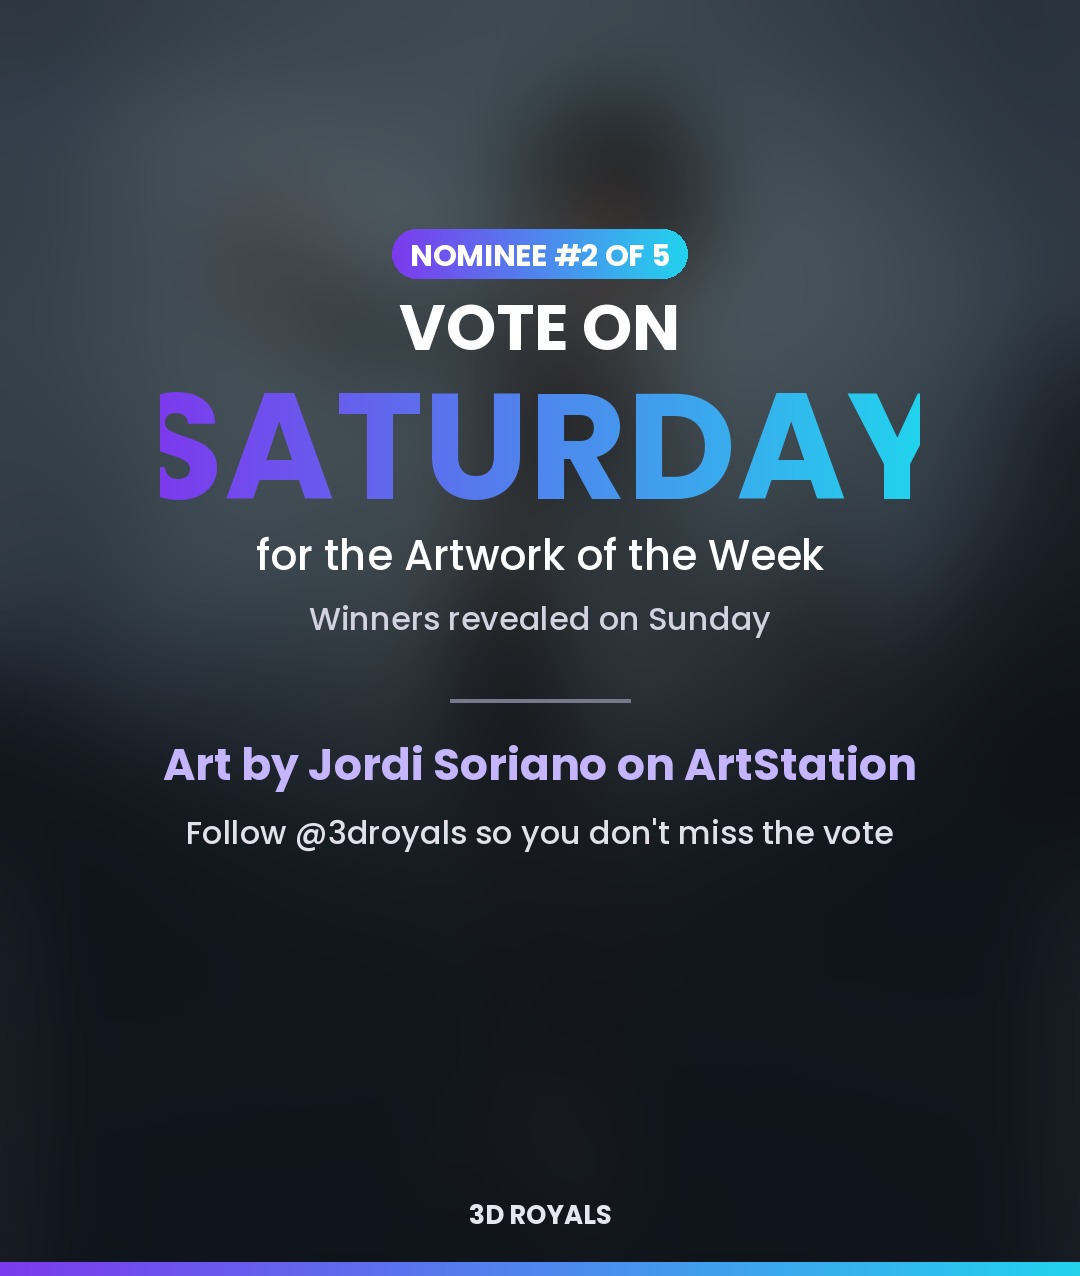 NOMINEE #2 OF 5
VOTE ON
SATURDAY
for the Artwork of the Week
Winners revealed on Sunday
Art by Jordi Soriano on ArtStation
Follow @3droyals so you don't miss the vote
3D ROYALS